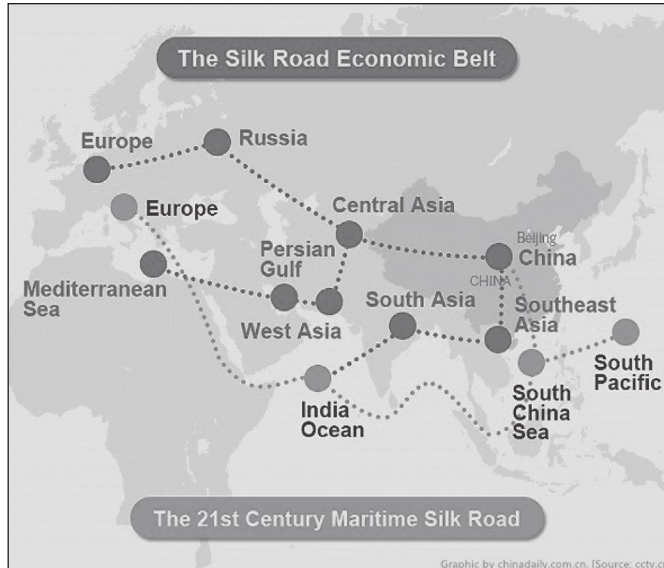 The Silk Road Economic Belt
Europe
Russia
Europe
Central Asia
Beijing
China
Persian
Gulf
CHINA
Mediterranean
Sea
West Asia
South Asia
Southeast
Asia
India
Ocean
South
China
Sea
South
Pacific
The 21st Century Maritime Silk Road
Graphic by chinadaily.com.cn. [Source: cctv.c